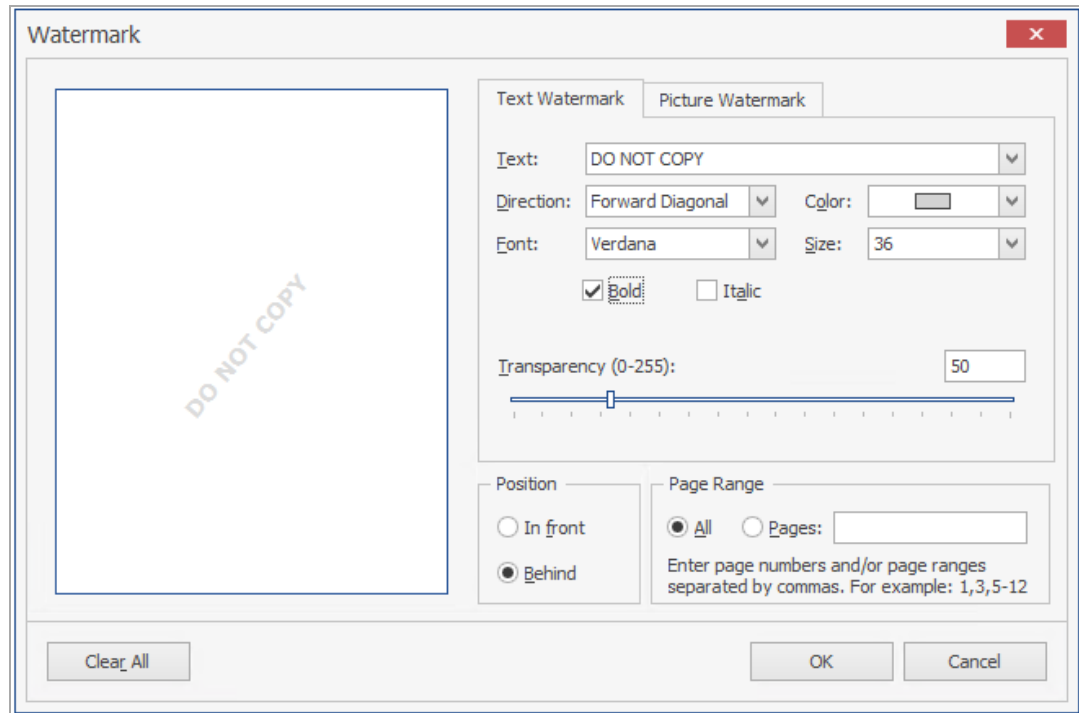 Watermark
DO NOT COPY
Text Watermark
Picture Watermark
Text: DO NOT COPY
Direction: Forward Diagonal Color:
Font: Verdana Size: 36
Bold Italic
Transparency (0-255): 50
Position
In front
Behind
Page Range
All Pages:
Enter page numbers and/or page ranges
separated by commas. For example: 1,3,5-12
Clear All OK Cancel